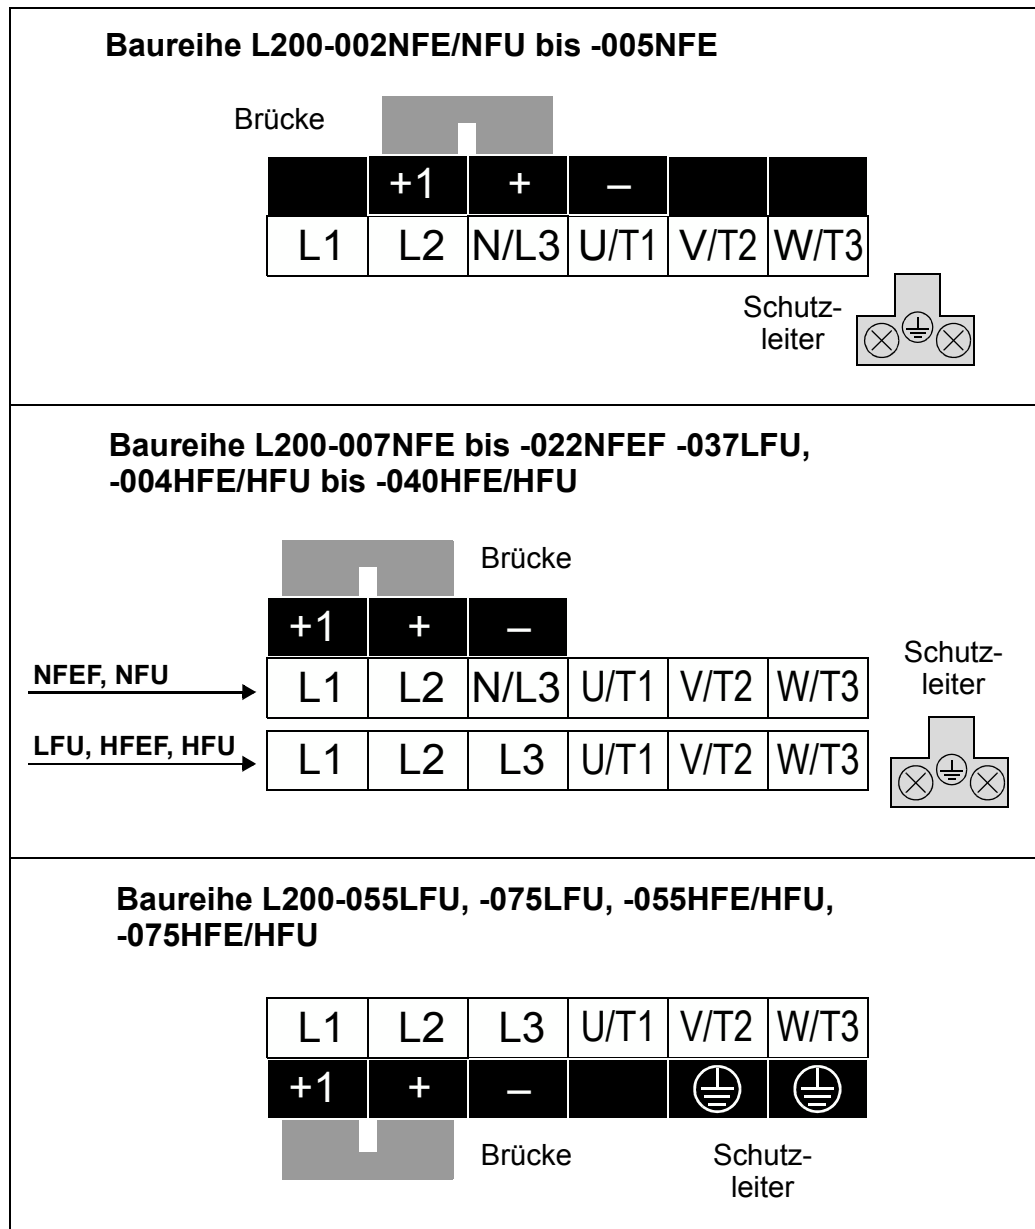 Baureihe L200-002NFE/NFU bis -005NFE
Brücke
+1 + –
L1 L2 N/L3 U/T1 V/T2 W/T3
Schutz-
leiter
Baureihe L200-007NFE bis -022NFEF -037LFU,
-004HFE/HFU bis -040HFE/HFU
Brücke
+1 + –
NFEF, NFU
L1 L2 N/L3 U/T1 V/T2 W/T3
Schutz-
leiter
LFU, HFEF, HFU
L1 L2 L3 U/T1 V/T2 W/T3
Baureihe L200-055LFU, -075LFU, -055HFE/HFU,
-075HFE/HFU
L1 L2 L3 U/T1 V/T2 W/T3
+1 + –
Brücke
Schutz-
leiter